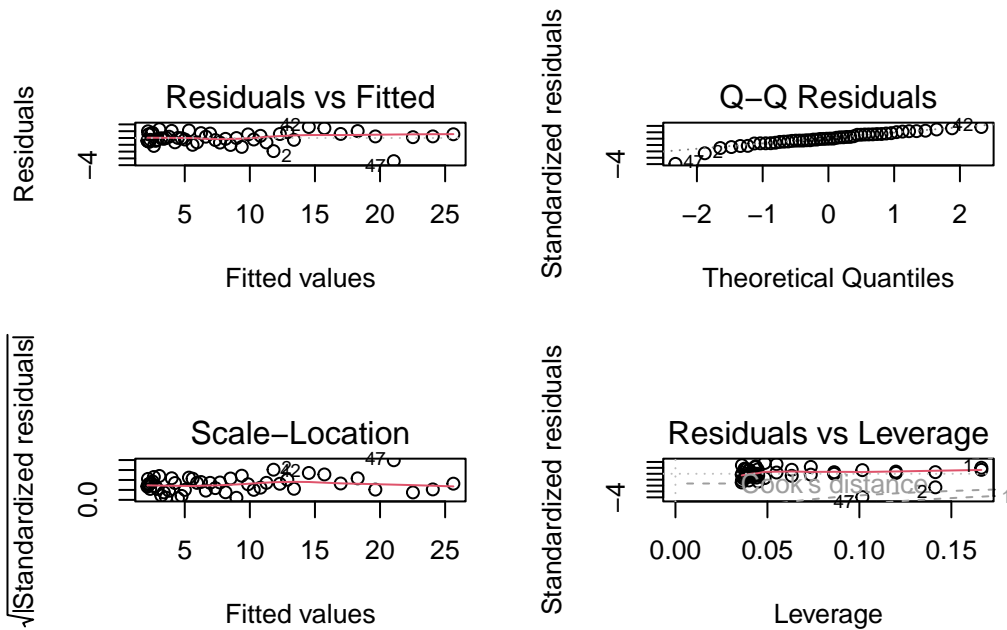 Residuals vs Fitted
Residuals
−4
42
2
47
5 10 15 20 25
Fitted values
Q−Q Residuals
Standardized residuals
−4
42
2
47
−2 −1 0 1 2
Theoretical Quantiles
Scale−Location
√|Standardized residuals|
0.0
47
2
42
5 10 15 20 25
Fitted values
Residuals vs Leverage
Standardized residuals
−4
1
Cook's distance
2
47
1
0.00 0.05 0.10 0.15
Leverage